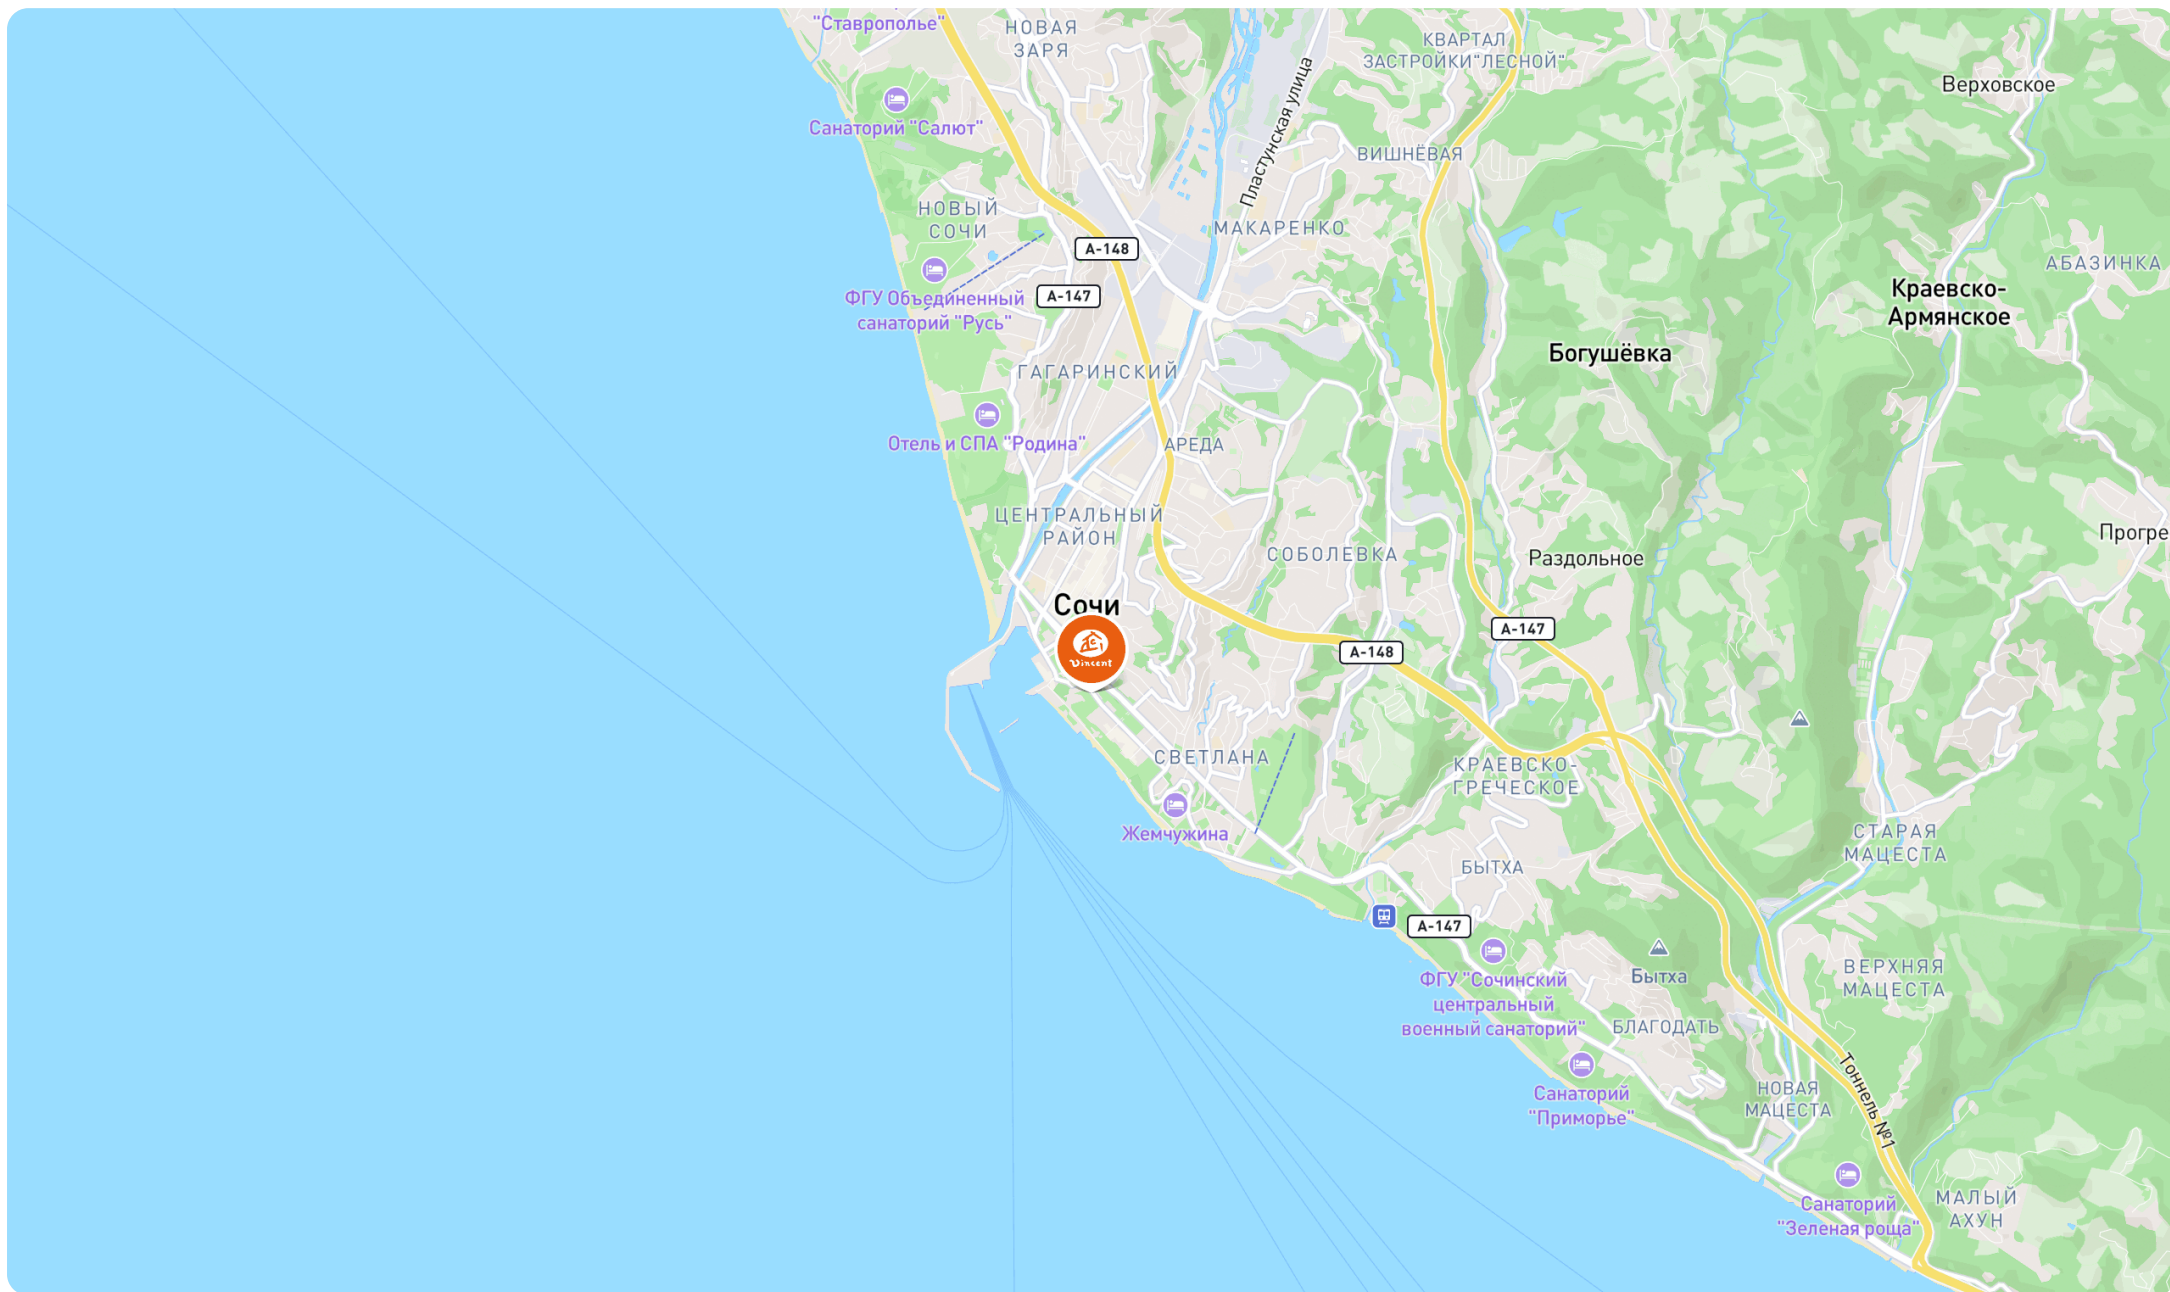 "Ставрополье"
НОВАЯ
ЗАРЯ
КВАРТАЛ
ЗАСТРОЙКИ"ЛЕСНОЙ"
Верховское
Санаторий "Салют"
Пластунская улица
ВИШНЁВАЯ
НОВЫЙ
СОЧИ
МАКАРЕНКО
А-148
АБАЗИНКА
ФГУ Объединенный
санаторий "Русь"
А-147
Краевско-
Армянское
Богушёвка
ГАГАРИНСКИЙ
Отель и СПА "Родина"
АРЕДА
ЦЕНТРАЛЬНЫЙ
РАЙОН
Прогре
СОБОЛЕВКА
Раздольное
Сочи
А-147
Vincent
А-148
СВЕТЛАНА
КРАЕВСКО-
ГРЕЧЕСКОЕ
Жемчужина
СТАРАЯ
МАЦЕСТА
БЫТХА
А-147
ФГУ "Сочинский
центральный
военный санаторий"
Бытха
ВЕРХНЯЯ
МАЦЕСТА
БЛАГОДАТЬ
Санаторий
"Приморье"
НОВАЯ
МАЦЕСТА
Тоннель №1
Санаторий
"Зеленая роща"
МАЛЫЙ
АХУН